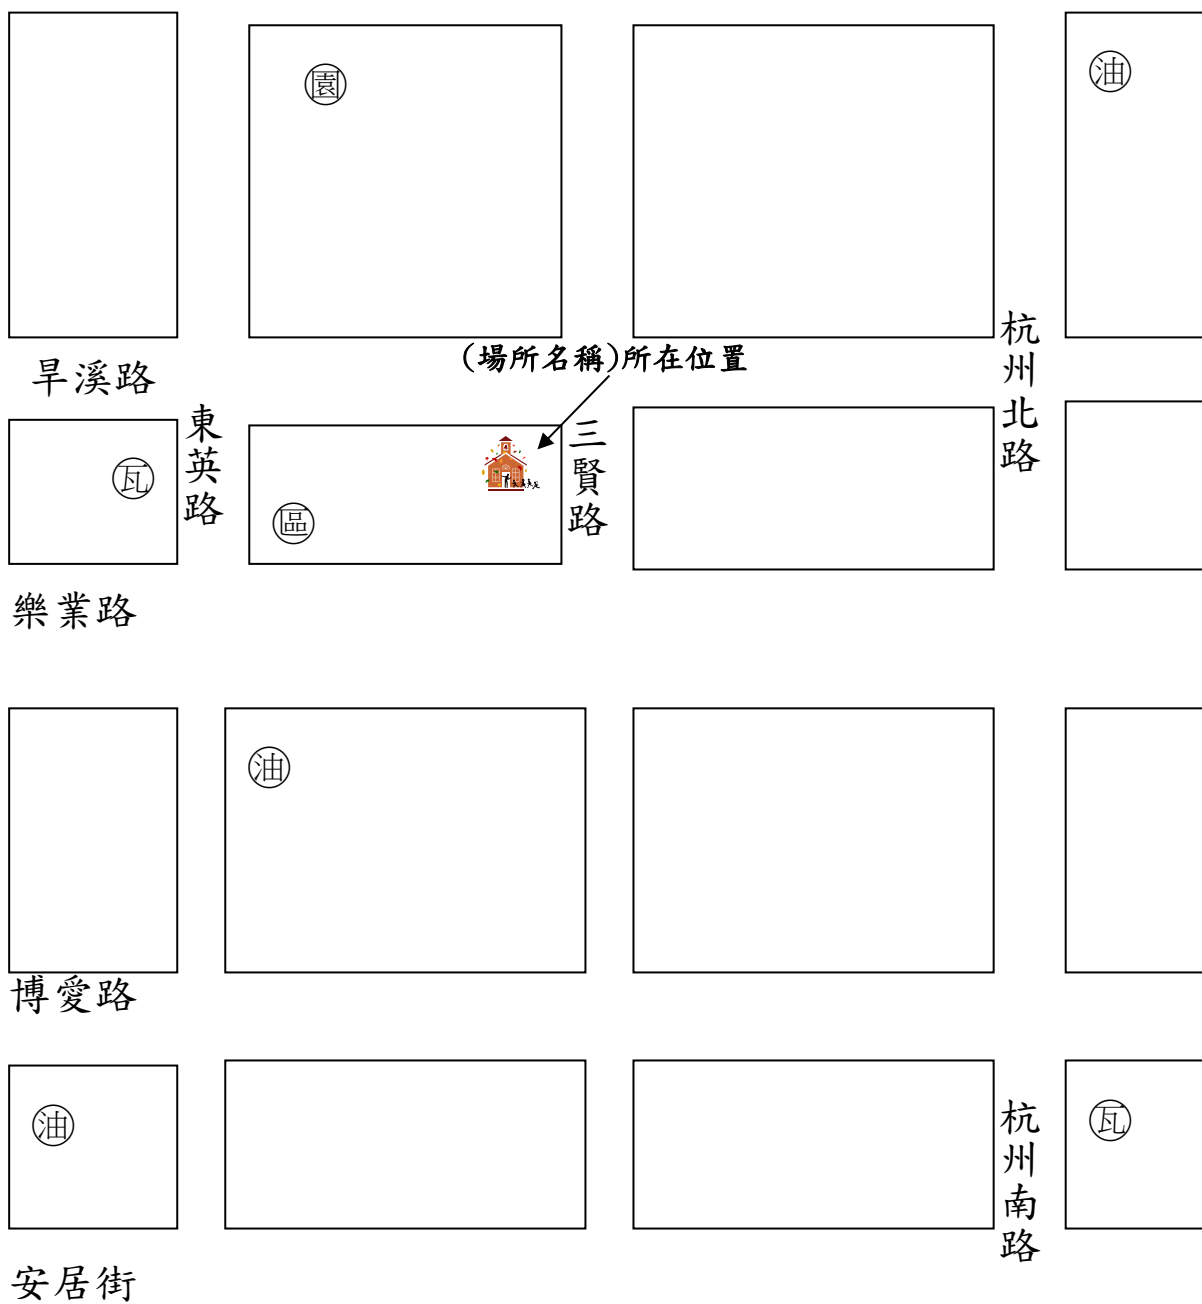 園
油
杭州北路
(場所名稱)所在位置
旱溪路
東英路
三賢路
瓦
區
樂業路
油
博愛路
油
杭州南路
瓦
安居街